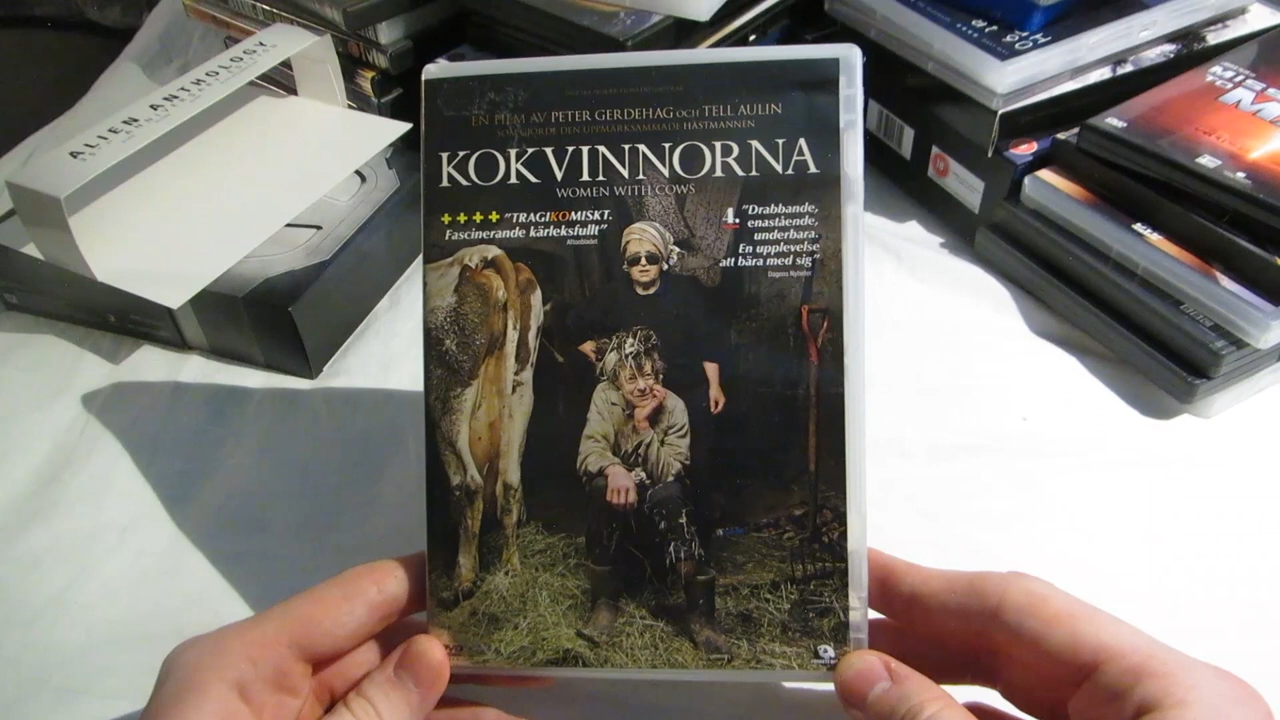 ALIEN ANTHOLOGY
EN FILM AV PETER GERDEHAG OCH TELL AULIN
SOM GJORDE DEN UPPMÄRKSAMMADE HÄSTMANNEN
KOKVINNORNA
WOMEN WITH COWS
++++ "TRAGIKOMISKT.
Fascinerande kärleksfullt"
Aftonbladet
4. "Drabbande,
enastående,
underbara.
En upplevelse
att bära med sig"
Dagens Nyheter
18